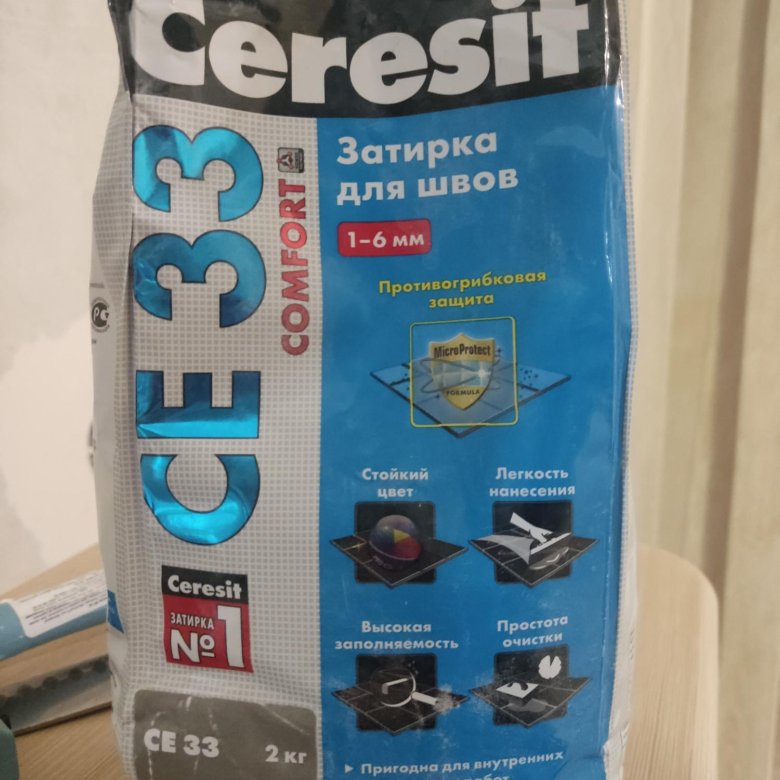 Ceresit
CE 33
COMFORT
Затирка
для швов
1-6 мм
Противогрибковая
защита
MicroProtect
FORMULA
Стойкий
цвет
Легкость
нанесения
Высокая
заполняемость
Простота
очистки
Ceresit
ЗАТИРКА
№1
CE 33 2 кг
▶ Пригодна для внутренних